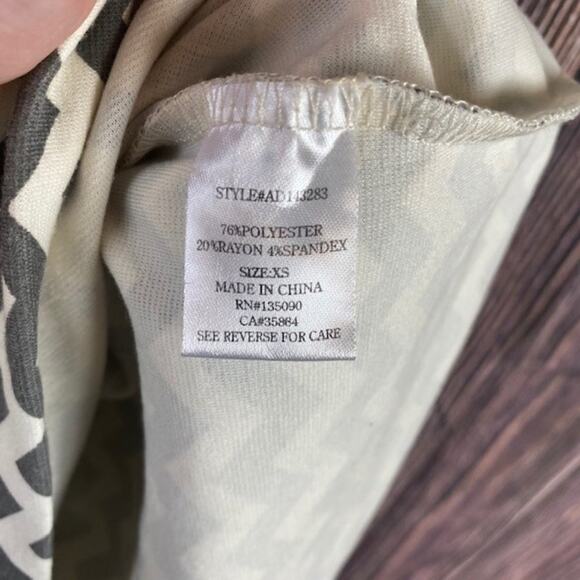 STYLE#AD143283
76%POLYESTER
20%RAYON 4%SPANDEX
SIZE:XS
MADE IN CHINA
RN#135090
CA#35884
SEE REVERSE FOR CARE